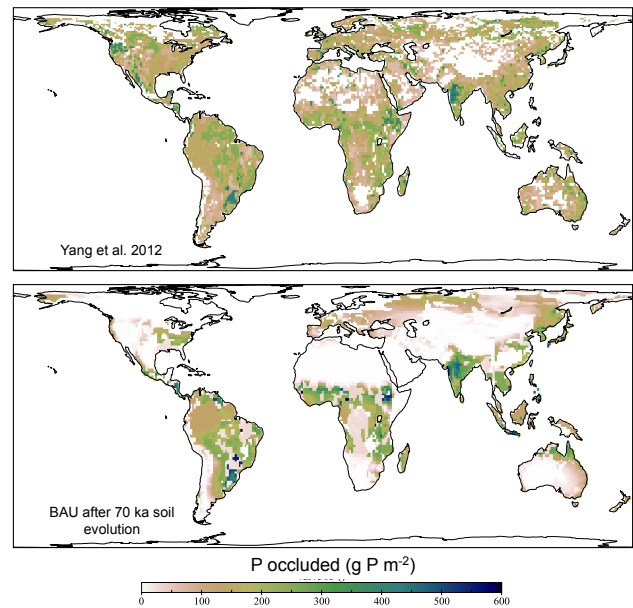 Yang et al. 2012
BAU after 70 ka soil
evolution
P occluded (g P m-2)
0 100 200 300 400 500 600